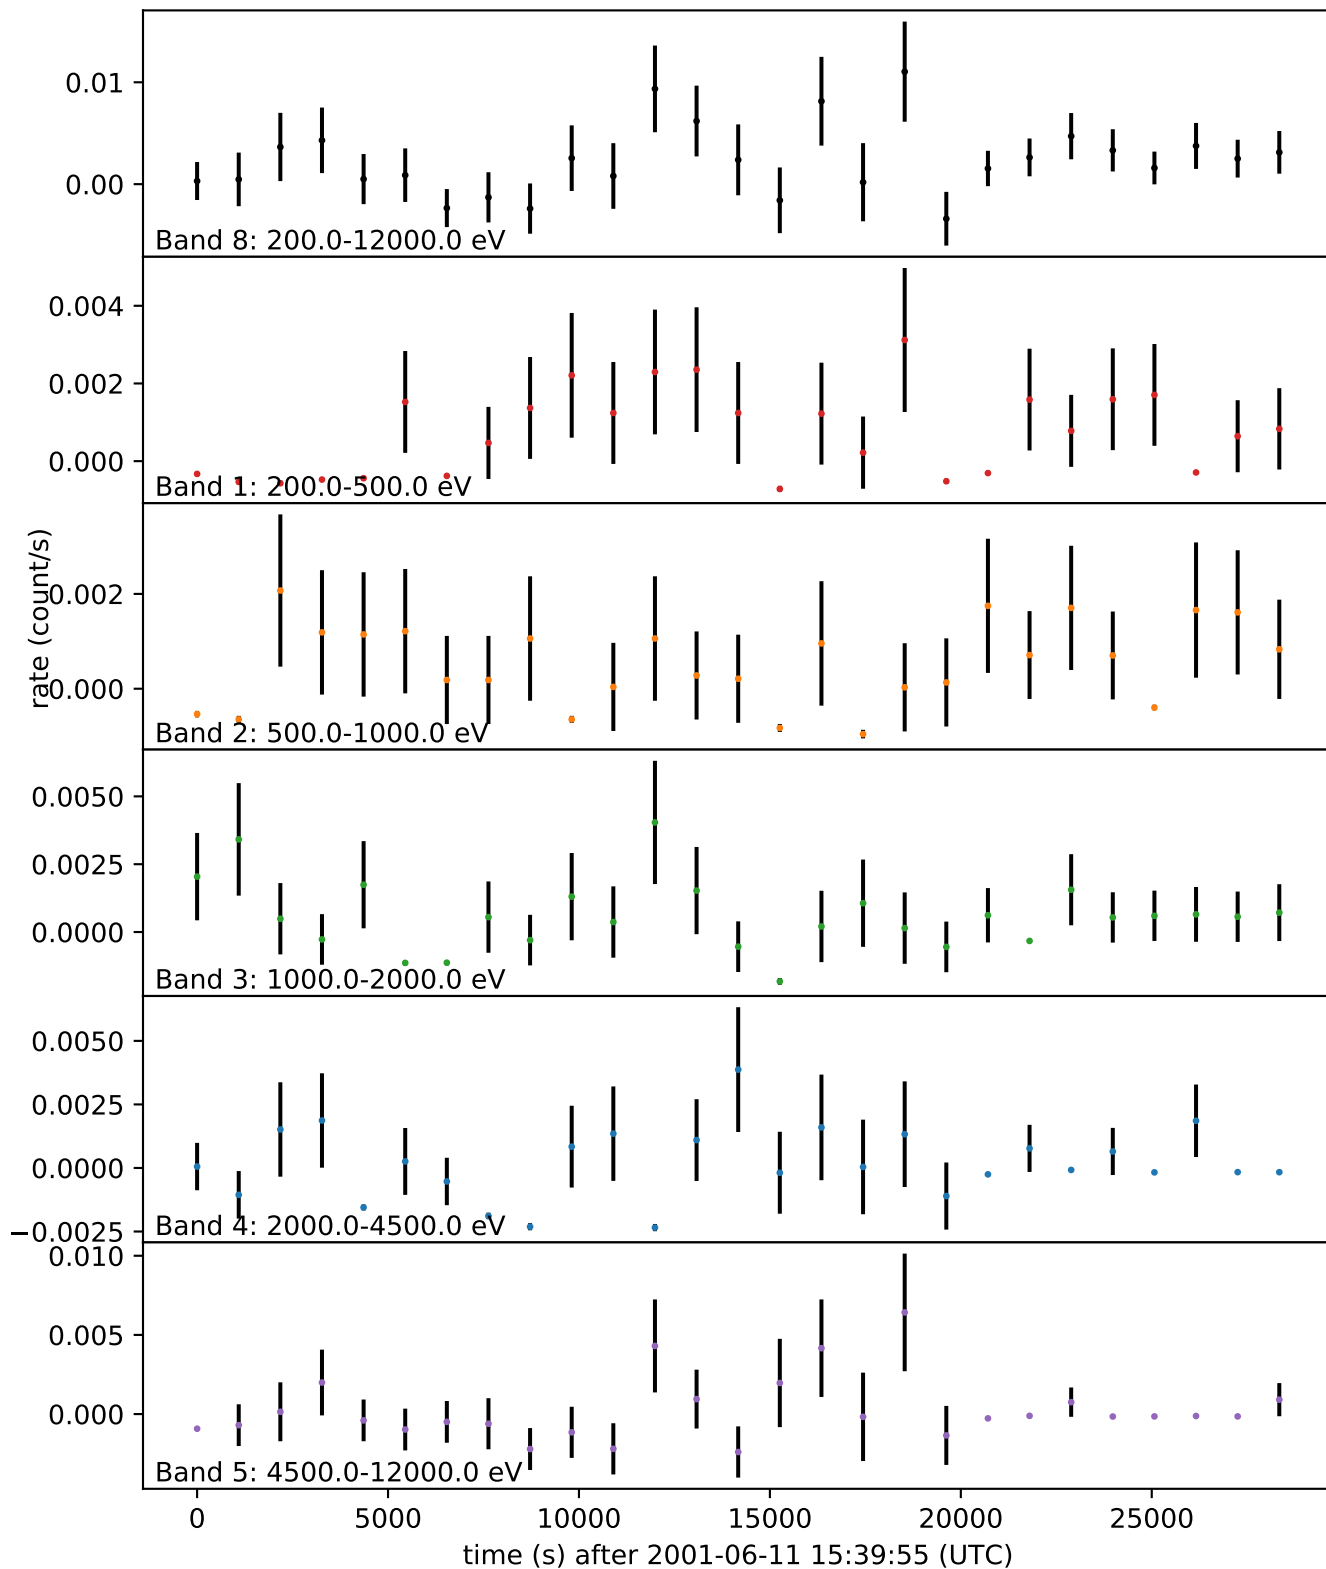 0.01
0.00
Band 8: 200.0-12000.0 eV
0.004
0.002
0.000
Band 1: 200.0-500.0 eV
rate (count/s)
0.002
0.000
Band 2: 500.0-1000.0 eV
0.0050
0.0025
0.0000
Band 3: 1000.0-2000.0 eV
0.0050
0.0025
0.0000
−0.0025
Band 4: 2000.0-4500.0 eV
0.010
0.005
0.000
Band 5: 4500.0-12000.0 eV
0 5000 10000 15000 20000 25000
time (s) after 2001-06-11 15:39:55 (UTC)